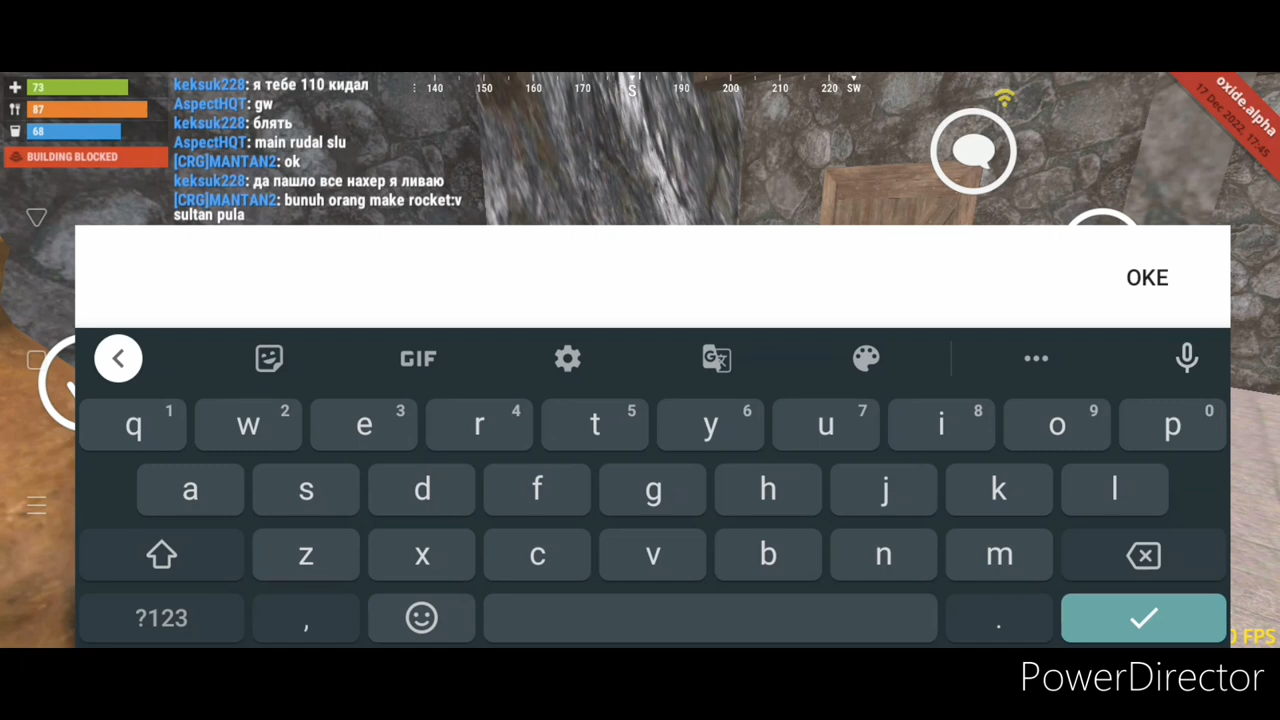 73
87
68
BUILDING BLOCKED
keksuk228: я тебе 110 кидал
AspectHQT: gw
keksuk228: блять
AspectHQT: main rudal slu
[CRG]MANTAN2: ok
keksuk228: да пашло все нахер я ливаю
[CRG]MANTAN2: bunuh orang make rocket:v
sultan pula
140 150 160 170 S 190 200 210 220 SW
oxide.alpha
17 Dec 2022, 17:45
OKE
GIF
q 1 w 2 e 3 r 4 t 5 y 6 u 7 i 8 o 9 p 0
a s d f g h j k l
z x c v b n m
?123 , .
0 FPS
PowerDirector